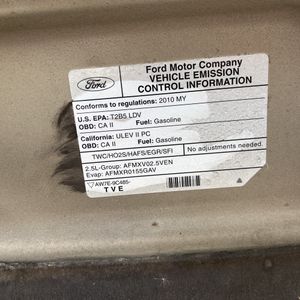 Ford
Ford Motor Company
VEHICLE EMISSION
CONTROL INFORMATION
Conforms to regulations: 2010 MY
U.S. EPA: T2B5 LDV
OBD: CA II Fuel: Gasoline
California: ULEV II PC
OBD: CA II Fuel: Gasoline
TWC/HO2S/HAFS/EGR/SFI No adjustments needed.
2.5L-Group: AFMXV02.5VEN
Evap: AFMXR0155GAV
AW7E-9C485-
TVE